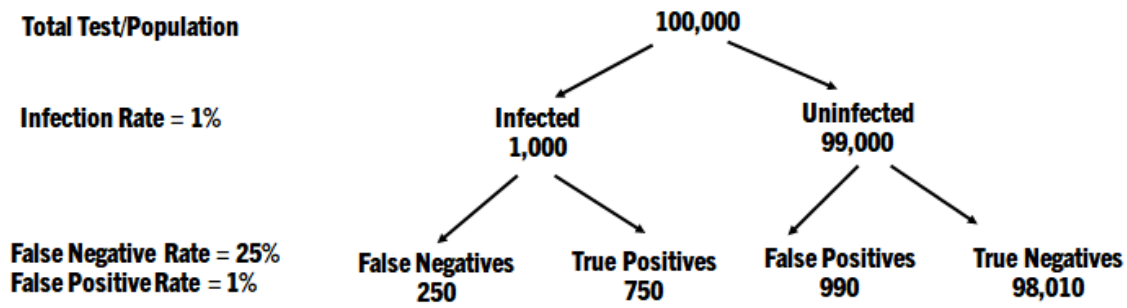 Total Test/Population
100,000
Infection Rate = 1%
Infected
1,000
Uninfected
99,000
False Negative Rate = 25%
False Positive Rate = 1%
False Negatives
250
True Positives
750
False Positives
990
True Negatives
98,010